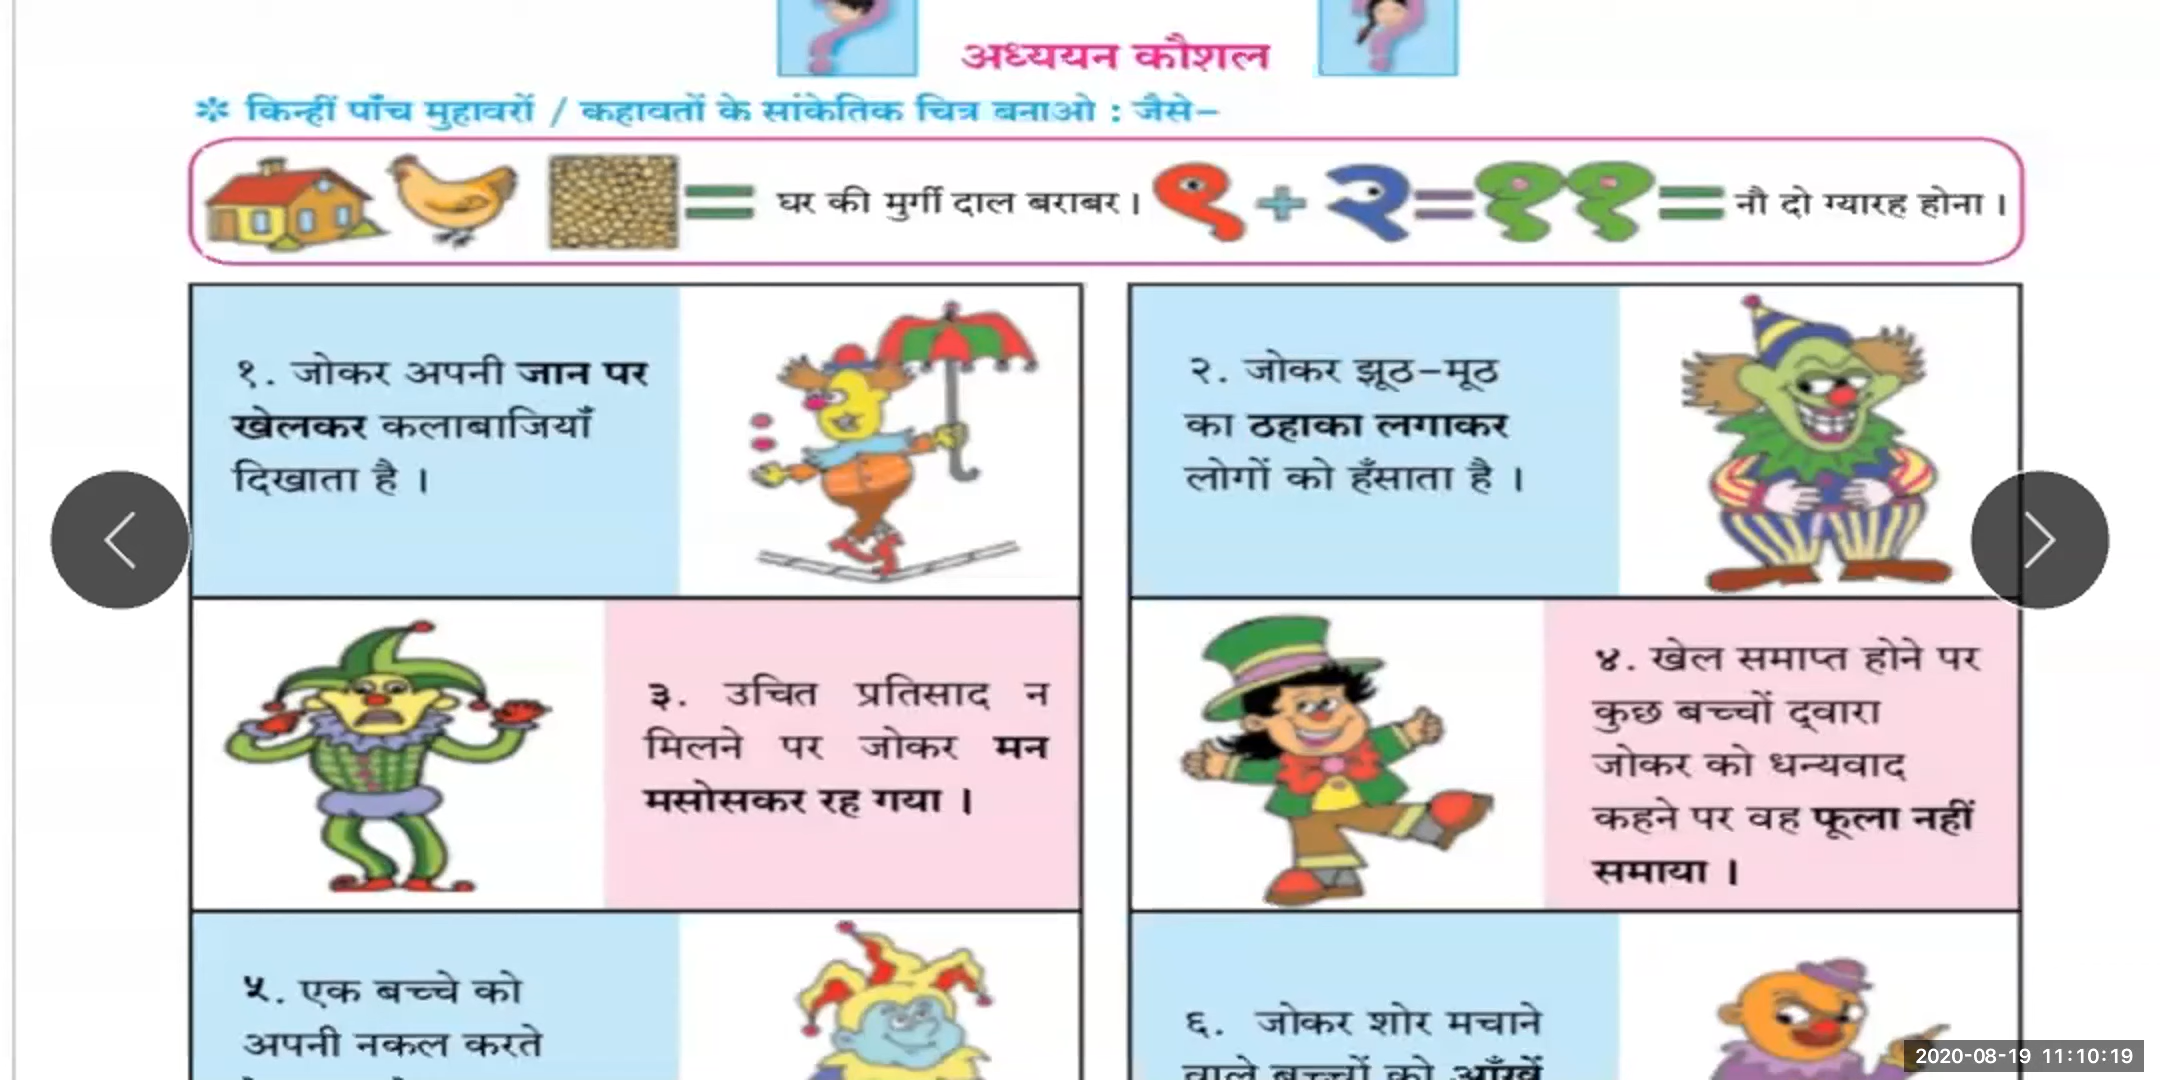 अध्ययन कौशल
* किन्हीं पाँच मुहावरों / कहावतों के सांकेतिक चित्र बनाओ : जैसे-
= घर की मुर्गी दाल बराबर । ९ + २ = ११ = नौ दो ग्यारह होना ।
१. जोकर अपनी जान पर
खेलकर कलाबाजियाँ
दिखाता है ।
२. जोकर झूठ-मूठ
का ठहाका लगाकर
लोगों को हँसाता है ।
३. उचित प्रतिसाद न
मिलने पर जोकर मन
मसोसकर रह गया ।
४. खेल समाप्त होने पर
कुछ बच्चों द्‌वारा
जोकर को धन्यवाद
कहने पर वह फूला नहीं
समाया ।
५. एक बच्चे को
अपनी नकल करते
६. जोकर शोर मचाने
वाले बच्चों को आँखें
2020-08-19 11:10:19